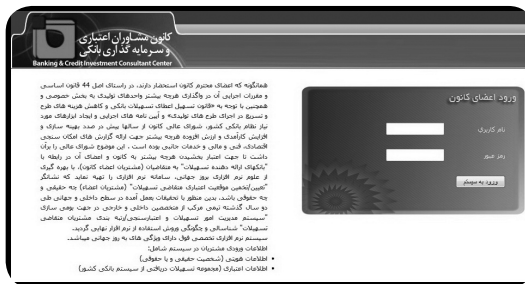 کانون مشاوران اعتباری
و سرمایه گذاری بانکی
Banking & Credit Investment Consultant Center
ورود اعضای کانون
نام کاربری
رمز عبور
ورود به سیستم
همانگونه که اعضای محترم کانون استحضار دارند، در راستای اصل 44 قانون اساسی
و مقررات اجرایی آن در واگذاری هرچه بیشتر واحدهای تولیدی به بخش خصوصی و
همچنین با توجه به «قانون تسهیل اعطای تسهیلات بانکی و کاهش هزینه های طرح
و تسریع در اجرای طرح های تولیدی» و آیین نامه های اجرایی و ایجاد ابزارهای مورد
نیاز نظام بانکی کشور، شورای عالی کانون از سالها پیش در صدد بهینه سازی و
افزایش کارآمدی و ارزش افزوده هرچه بیشتر جهت ارائه گزارش های امکان سنجی
اقتصادی، فنی و مالی و خدمات جانبی بوده است . این موضوع شورای عالی را برآن
داشت تا جهت اعتبار بخشیدن هرچه بیشتر به کانون و اعضای آن در رابطه با
"بانکهای ارائه دهنده تسهیلات" به متقاضیان (مشتریان اعضاء کانون)، با بهره گیری
از علوم نرم افزاری بروز جهانی، سامانه نرم افزاری را تهیه نماید که نشانگر
"تعیین/تخمین موقعیت اعتباری متقاضی تسهیلات" (مشتریان اعضاء) چه حقیقی و
چه حقوقی باشد. بدین منظور با تحقیقات بعمل آمده در سطح داخلی و جهانی طی
دو سال گذشته تیمی مرکب از متخصصین داخلی و خارجی در جهت بومی سازی
"سیستم مدیریت امور تسهیلات و اعتبارسنجی/رتبه بندی مشتریان متقاضی
تسهیلات" شناسائی و چگونگی وروش استفاده از نرم افزار نهایی گردید.
سیستم نرم افزاری تخصصی فوق دارای ویژگی های به روز جهانی میباشد.
اطلاعات ورودی مشتریان در سیستم شامل:
• اطلاعات هویتی (شخصیت حقیقی و یا حقوقی)
• اطلاعات اعتباری (مجموعه تسهیلات دریافتی از سیستم بانکی کشور)